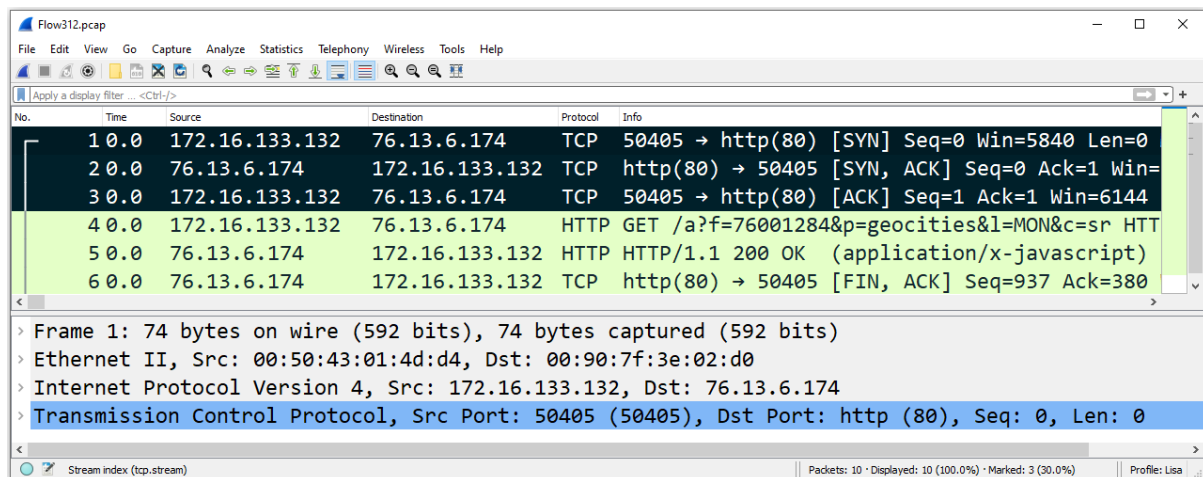 Flow312.pcap
File Edit View Go Capture Analyze Statistics Telephony Wireless Tools Help
Apply a display filter ... <Ctrl-/>
No. Time Source Destination Protocol Info
1 0.0 172.16.133.132 76.13.6.174 TCP 50405 → http(80) [SYN] Seq=0 Win=5840 Len=0
2 0.0 76.13.6.174 172.16.133.132 TCP http(80) → 50405 [SYN, ACK] Seq=0 Ack=1 Win=
3 0.0 172.16.133.132 76.13.6.174 TCP 50405 → http(80) [ACK] Seq=1 Ack=1 Win=6144
4 0.0 172.16.133.132 76.13.6.174 HTTP GET /a?f=76001284&p=geocities&l=MON&c=sr HTT
5 0.0 76.13.6.174 172.16.133.132 HTTP HTTP/1.1 200 OK (application/x-javascript)
6 0.0 76.13.6.174 172.16.133.132 TCP http(80) → 50405 [FIN, ACK] Seq=937 Ack=380
Frame 1: 74 bytes on wire (592 bits), 74 bytes captured (592 bits)
Ethernet II, Src: 00:50:43:01:4d:d4, Dst: 00:90:7f:3e:02:d0
Internet Protocol Version 4, Src: 172.16.133.132, Dst: 76.13.6.174
Transmission Control Protocol, Src Port: 50405 (50405), Dst Port: http (80), Seq: 0, Len: 0
Stream index (tcp.stream) Packets: 10 · Displayed: 10 (100.0%) · Marked: 3 (30.0%) Profile: Lisa